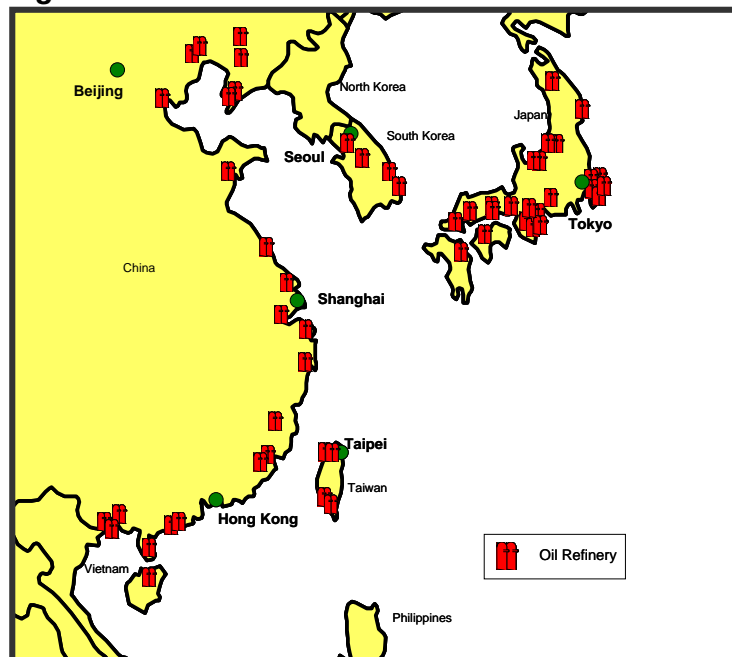 North Korea
Beijing
Japan
South Korea
Seoul
Tokyo
China
Shanghai
Taipei
Taiwan
Hong Kong
Oil Refinery
Vietnam
Philippines